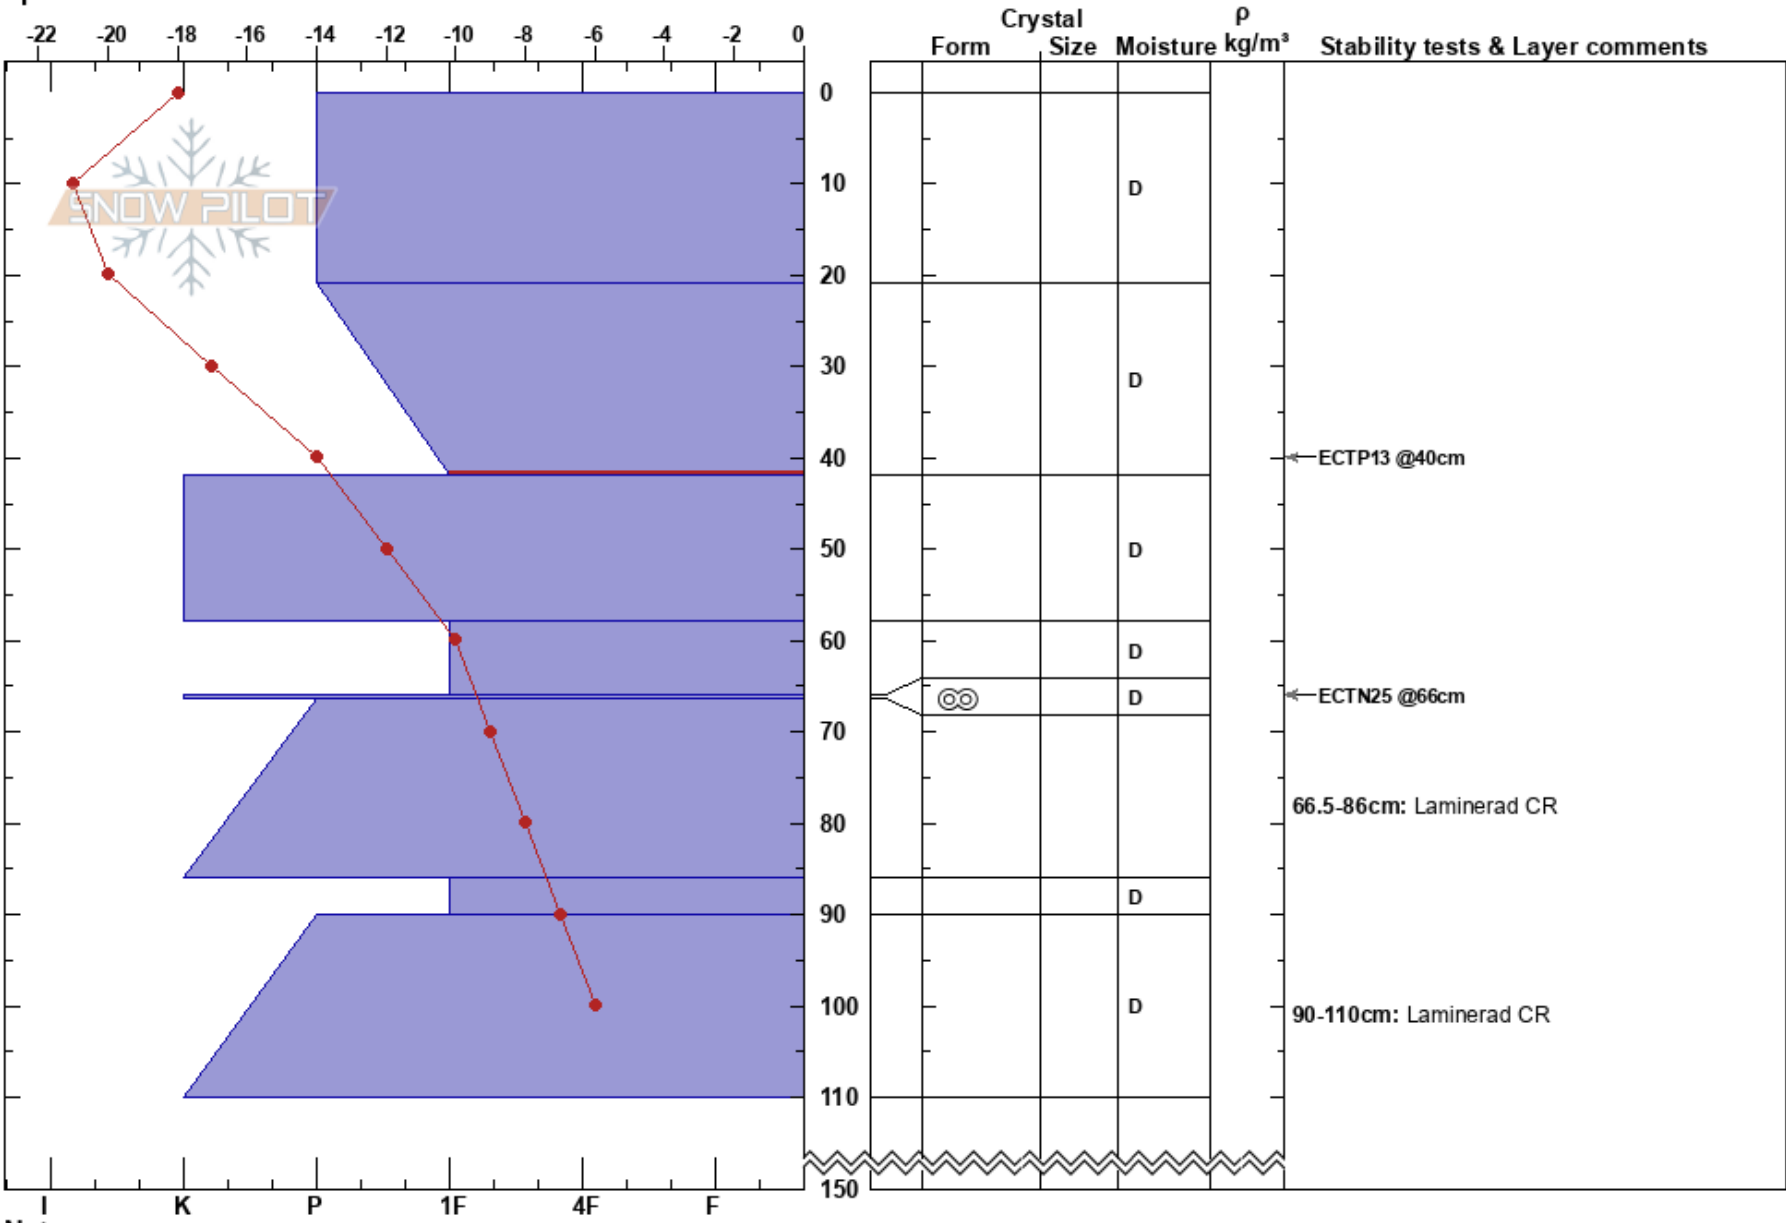 Crystal ρ
-22 -20 -18 -16 -14 -12 -10 -8 -6 -4 -2 0
Form Size Moisture kg/m³ Stability tests & Layer comments
0
SNOW PILOT
10 D
20
30 D
40 ECTP13 @40cm
50 D
60 D
D ECTN25 @66cm
70
80 66.5-86cm: Laminerad CR
D
90
100 D 90-110cm: Laminerad CR
110
150
I K P 1F 4F F